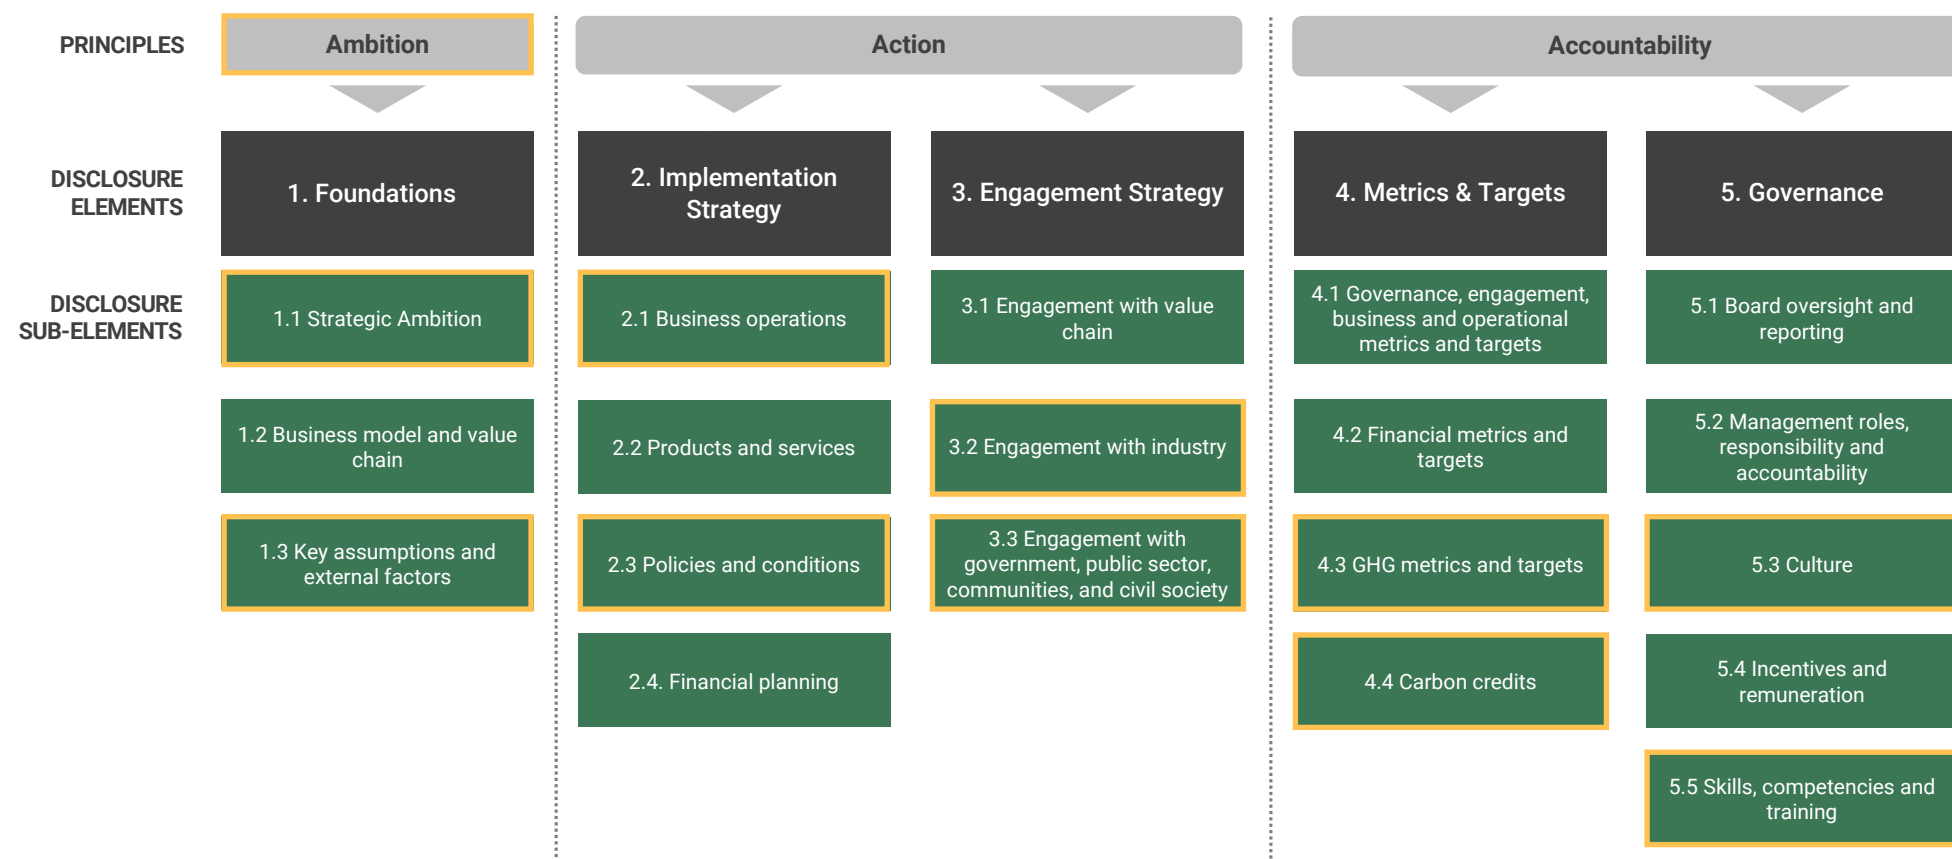 PRINCIPLES
Ambition
Action
Accountability
DISCLOSURE
ELEMENTS
1. Foundations
2. Implementation
Strategy
3. Engagement Strategy
4. Metrics & Targets
5. Governance
DISCLOSURE
SUB-ELEMENTS
1.1 Strategic Ambition
2.1 Business operations
3.1 Engagement with value
chain
4.1 Governance, engagement,
business and operational
metrics and targets
5.1 Board oversight and
reporting
1.2 Business model and value
chain
2.2 Products and services
3.2 Engagement with industry
4.2 Financial metrics and
targets
5.2 Management roles,
responsibility and
accountability
1.3 Key assumptions and
external factors
2.3 Policies and conditions
3.3 Engagement with
government, public sector,
communities, and civil society
4.3 GHG metrics and targets
5.3 Culture
2.4. Financial planning
4.4 Carbon credits
5.4 Incentives and
remuneration
5.5 Skills, competencies and
training